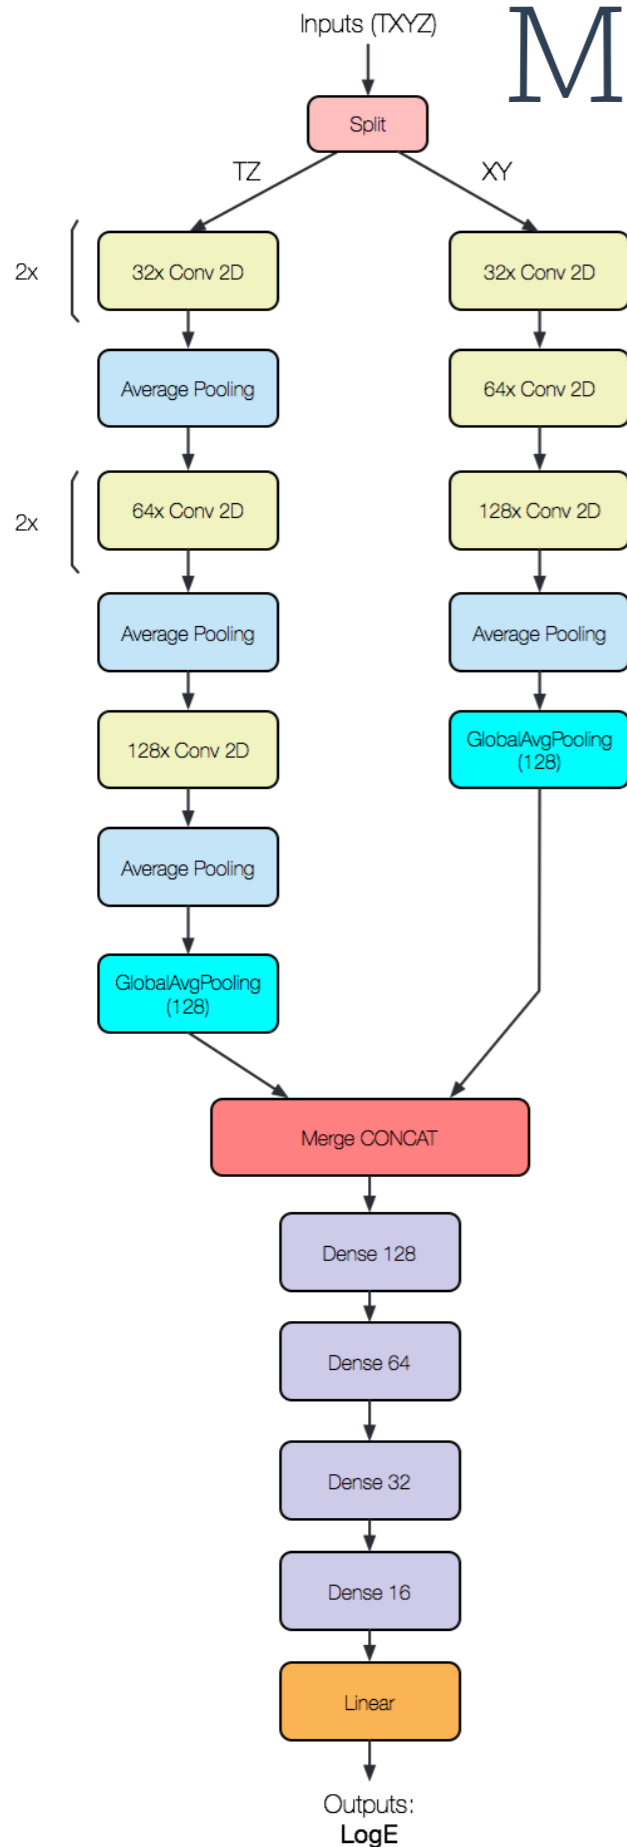 Inputs (TXYZ)
M
Split
TZ
XY
2x
32x Conv 2D
32x Conv 2D
Average Pooling
64x Conv 2D
2x
64x Conv 2D
128x Conv 2D
Average Pooling
Average Pooling
128x Conv 2D
GlobalAvgPooling
(128)
Average Pooling
GlobalAvgPooling
(128)
Merge CONCAT
Dense 128
Dense 64
Dense 32
Dense 16
Linear
Outputs:
LogE